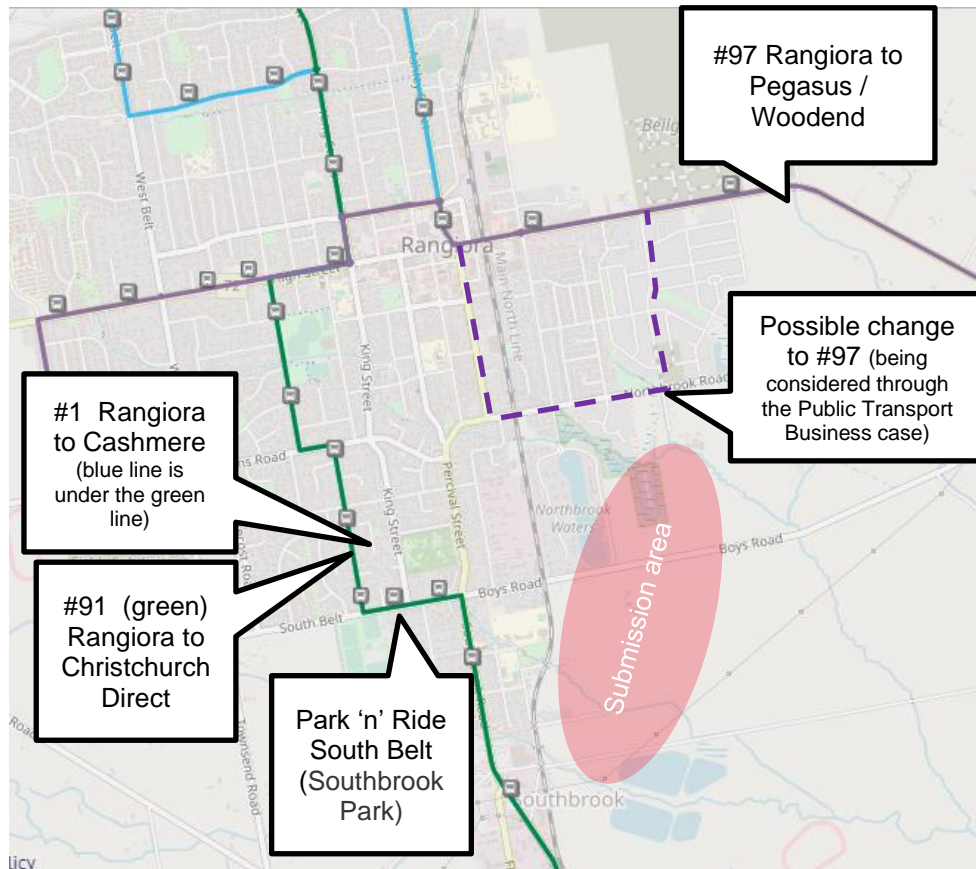 #97 Rangiora to
Pegasus /
Woodend
Rangiora
West Belt
Main North Line
72
King Street
Possible change
to #97 (being
considered through
the Public Transport
Business case)
Northbrook Road
#1 Rangiora
to Cashmere
(blue line is
under the green
line)
King Street
Percival Street
Northbrook
Waters
Submission area
Boys Road
Boys Road
South Belt
#91 (green)
Rangiora to
Christchurch
Direct
Park ‘n’ Ride
South Belt
(Southbrook
Park)
Townsend Road
Southbrook
Road
licy